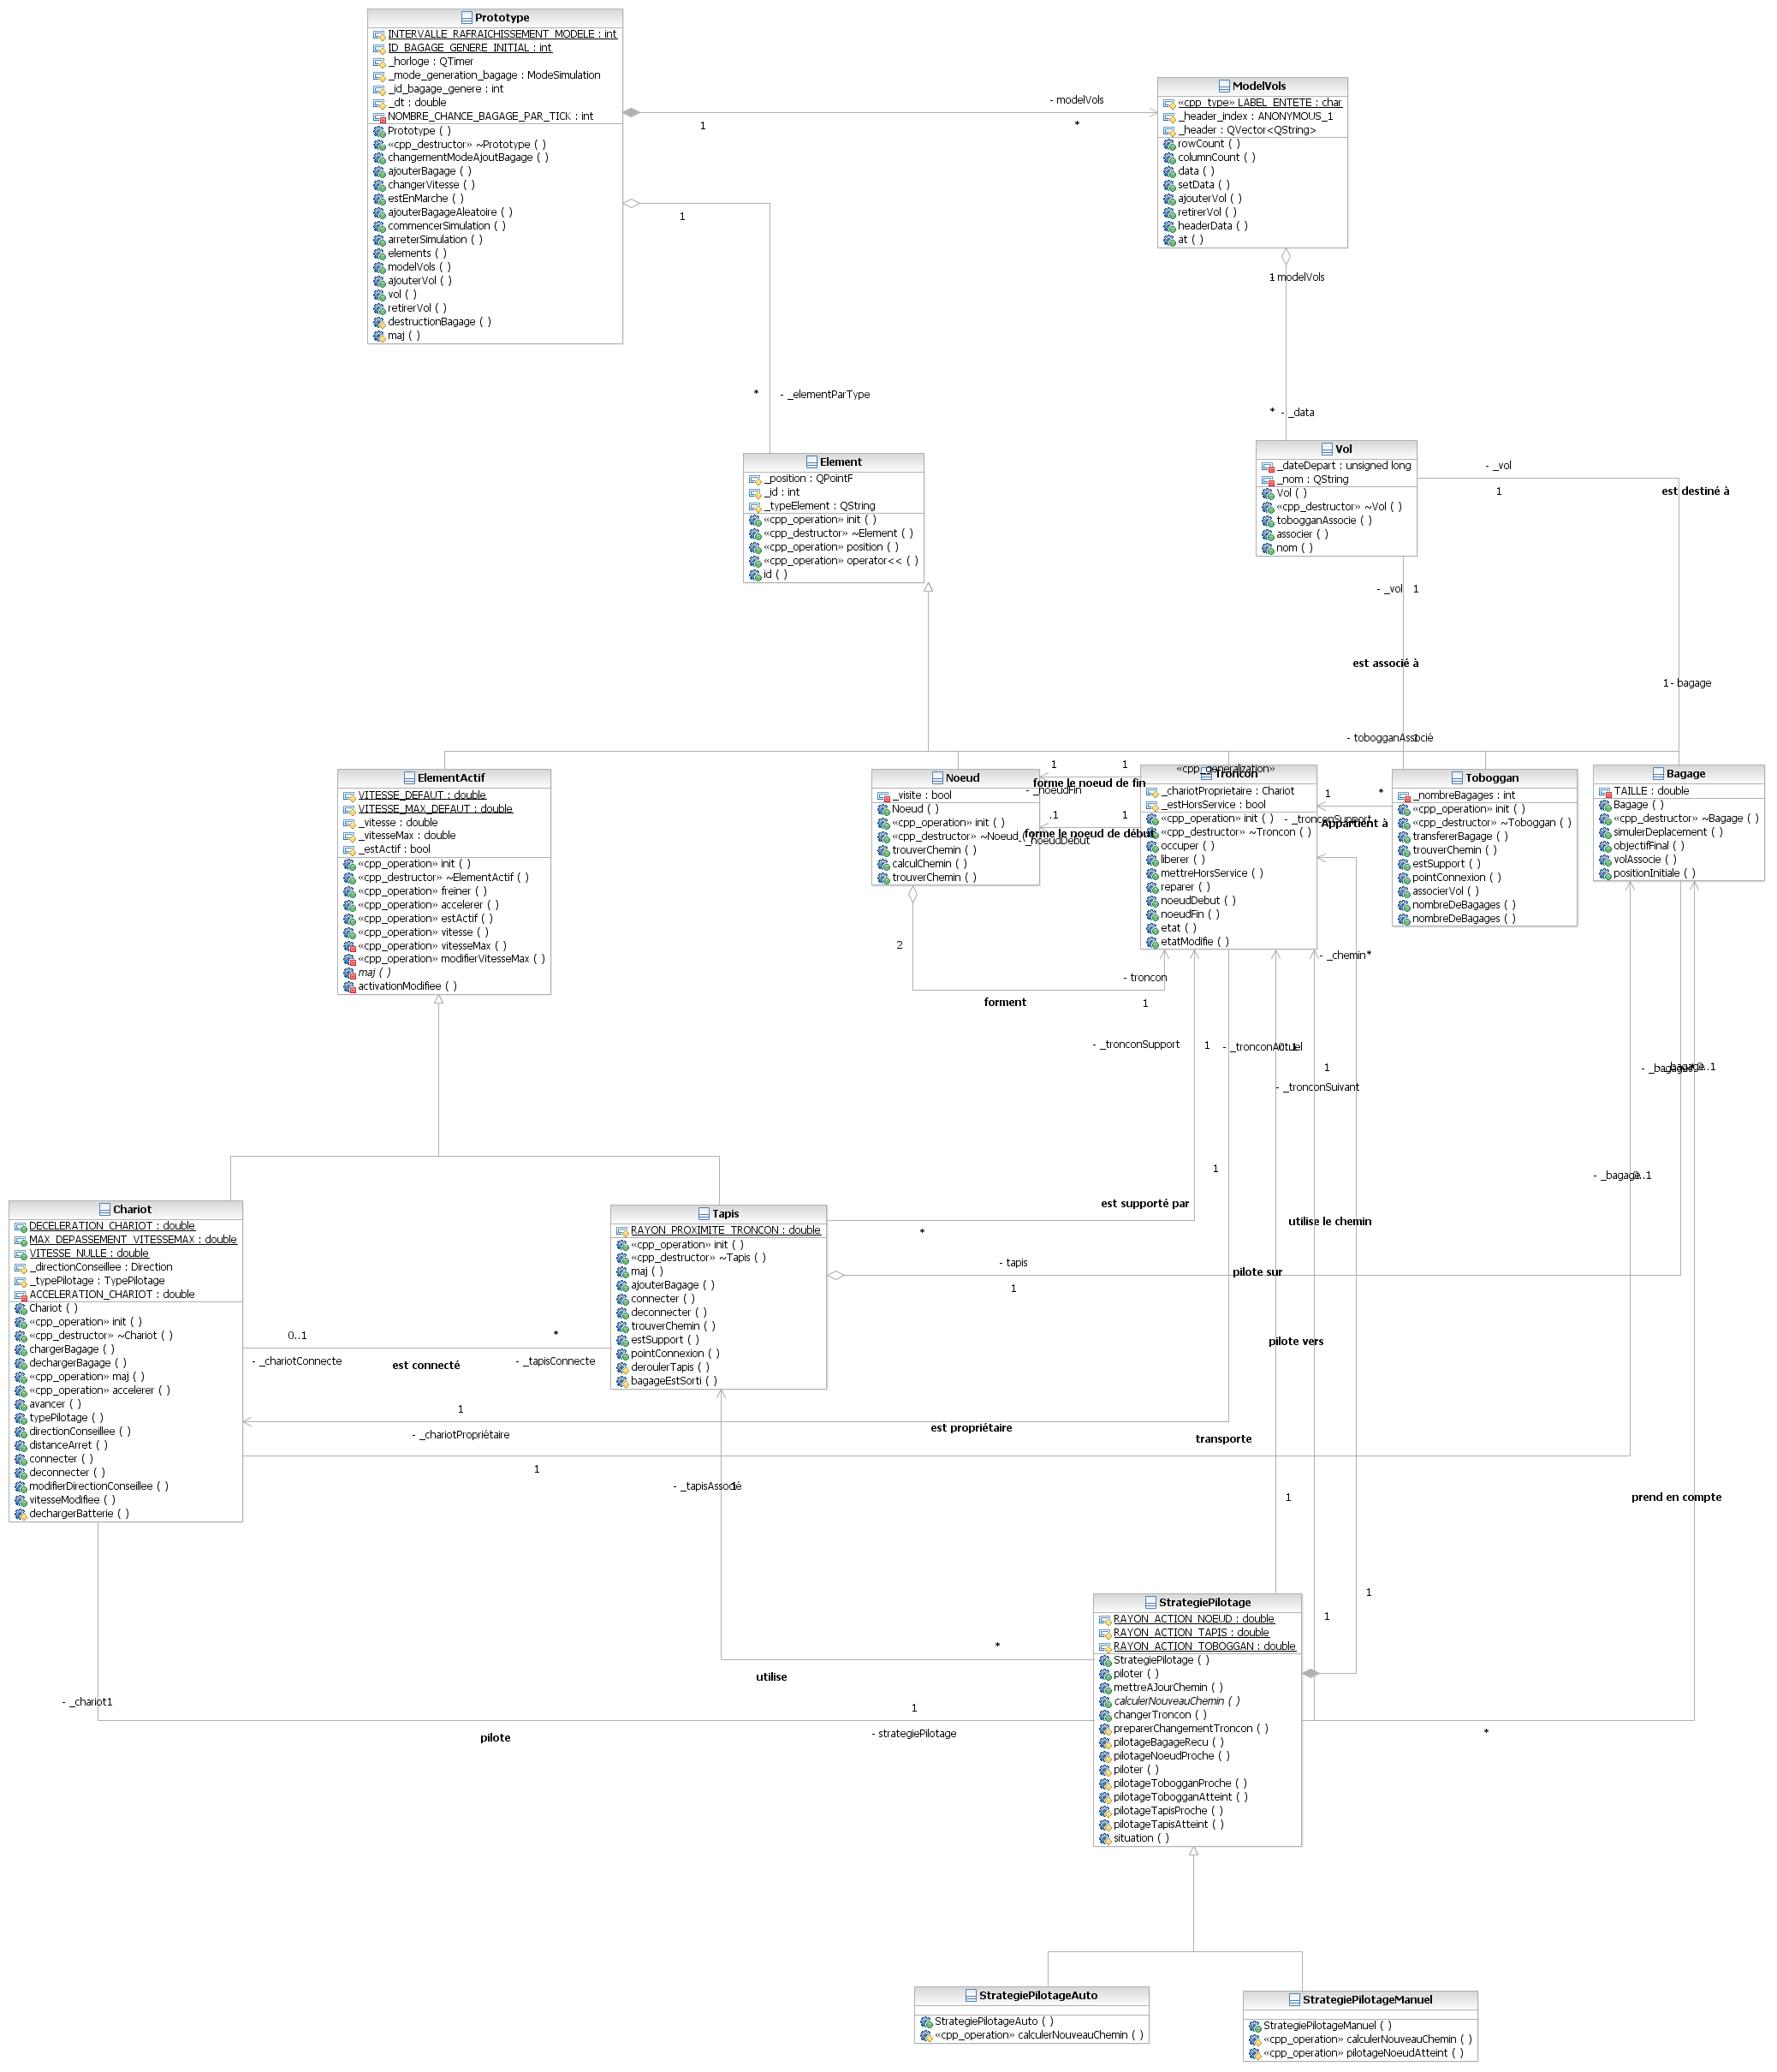 Prototype
INTERVALLE_RAFRAICHISSEMENT_MODELE : int
ID_BAGAGE_GENERE_INITIAL : int
_horloge : QTimer
_mode_generation_bagage : ModeSimulation
_id_bagage_genere : int
_dt : double
NOMBRE_CHANCE_BAGAGE_PAR_TICK : int
Prototype ( )
«cpp_destructor» ~Prototype ( )
changementModeAjoutBagage ( )
ajouterBagage ( )
changerVitesse ( )
estEnMarche ( )
ajouterBagageAleatoire ( )
commencerSimulation ( )
arreterSimulation ( )
elements ( )
modelVols ( )
ajouterVol ( )
vol ( )
retirerVol ( )
destructionBagage ( )
maj ( )
1
- modelVols
*
1
*
- _elementParType
ModelVols
«cpp_type» LABEL_ENTETE : char
_header_index : ANONYMOUS_1
_header : QVector<QString>
rowCount ( )
columnCount ( )
data ( )
setData ( )
ajouterVol ( )
retirerVol ( )
headerData ( )
at ( )
1
- modelVols
*
- _data
Element
_position : QPointF
_id : int
_typeElement : QString
«cpp_operation» init ( )
«cpp_destructor» ~Element ( )
«cpp_operation» position ( )
«cpp_operation» operator<< ( )
id ( )
Vol
_dateDepart : unsigned long
_nom : QString
Vol ( )
«cpp_destructor» ~Vol ( )
tobogganAssocie ( )
associer ( )
nom ( )
- _vol
1
est destiné à
1
- bagage
- _vol
1
est associé à
- tobogganAssocié
1
ElementActif
VITESSE_DEFAUT : double
VITESSE_MAX_DEFAUT : double
_vitesse : double
_vitesseMax : double
_estActif : bool
«cpp_operation» init ( )
«cpp_destructor» ~ElementActif ( )
«cpp_operation» freiner ( )
«cpp_operation» accelerer ( )
«cpp_operation» estActif ( )
«cpp_operation» vitesse ( )
«cpp_operation» vitesseMax ( )
«cpp_operation» modifierVitesseMax ( )
maj ( )
activationModifiee ( )
Noeud
_visite : bool
Noeud ( )
«cpp_operation» init ( )
«cpp_destructor» ~Noeud (
trouverChemin ( )
calculChemin ( )
trouverChemin ( )
1
1
forme le noeud de fin
- _noeudFin
.1
1
forme le noeud de début
- _noeudDebut
«cpp_generalization»
Troncon
_chariotProprietaire : Chariot
_estHorsService : bool
«cpp_operation» init ( )
«cpp_destructor» ~Troncon ( )
occuper ( )
liberer ( )
mettreHorsService ( )
reparer ( )
noeudDebut ( )
noeudFin ( )
etat ( )
etatModifie ( )
1
*
- _tronconSupport
Appartient à
Toboggan
_nombreBagages : int
«cpp_operation» init ( )
«cpp_destructor» ~Toboggan ( )
transfererBagage ( )
trouverChemin ( )
estSupport ( )
pointConnexion ( )
associerVol ( )
nombreDeBagages ( )
nombreDeBagages ( )
Bagage
TAILLE : double
Bagage ( )
«cpp_destructor» ~Bagage ( )
simulerDeplacement ( )
objectifFinal ( )
volAssocie ( )
positionInitiale ( )
2
- troncon
forment
1
- _chemin
*
- _tronconSupport
1
- _tronconActuel
0..1
1
- _tronconSuivant
1
0..1
- _bagage
0..1
est supporté par
*
utilise le chemin
- tapis
pilote sur
1
pilote vers
Chariot
DECELERATION_CHARIOT : double
MAX_DEPASSEMENT_VITESSEMAX : double
VITESSE_NULLE : double
_directionConseillee : Direction
_typePilotage : TypePilotage
ACCELERATION_CHARIOT : double
Chariot ( )
«cpp_operation» init ( )
«cpp_destructor» ~Chariot ( )
chargerBagage ( )
dechargerBagage ( )
«cpp_operation» maj ( )
«cpp_operation» accelerer ( )
avancer ( )
typePilotage ( )
directionConseillee ( )
distanceArret ( )
connecter ( )
deconnecter ( )
modifierDirectionConseillee ( )
vitesseModifiee ( )
dechargerBatterie ( )
0..1
*
- _chariotConnecte
est connecté
- _tapisConnecte
Tapis
RAYON_PROXIMITE_TRONCON : double
«cpp_operation» init ( )
«cpp_destructor» ~Tapis ( )
maj ( )
ajouterBagage ( )
connecter ( )
deconnecter ( )
trouverChemin ( )
estSupport ( )
pointConnexion ( )
deroulerTapis ( )
bagageEstSorti ( )
1
- _chariotPropriétaire
est propriétaire
transporte
1
- _tapisAssocié
1
1
prend en compte
1
1
*
utilise
- _chariot
1
1
pilote
- strategiePilotage
*
StrategiePilotage
RAYON_ACTION_NOEUD : double
RAYON_ACTION_TAPIS : double
RAYON_ACTION_TOBOGGAN : double
StrategiePilotage ( )
piloter ( )
mettreAJourChemin ( )
calculerNouveauChemin ( )
changerTroncon ( )
preparerChangementTroncon ( )
pilotageBagageRecu ( )
pilotageNoeudProche ( )
piloter ( )
pilotageTobogganProche ( )
pilotageTobogganAtteint ( )
pilotageTapisProche ( )
pilotageTapisAtteint ( )
situation ( )
StrategiePilotageAuto
StrategiePilotageAuto ( )
«cpp_operation» calculerNouveauChemin ( )
StrategiePilotageManuel
StrategiePilotageManuel ( )
«cpp_operation» calculerNouveauChemin ( )
«cpp_operation» pilotageNoeudAtteint ( )